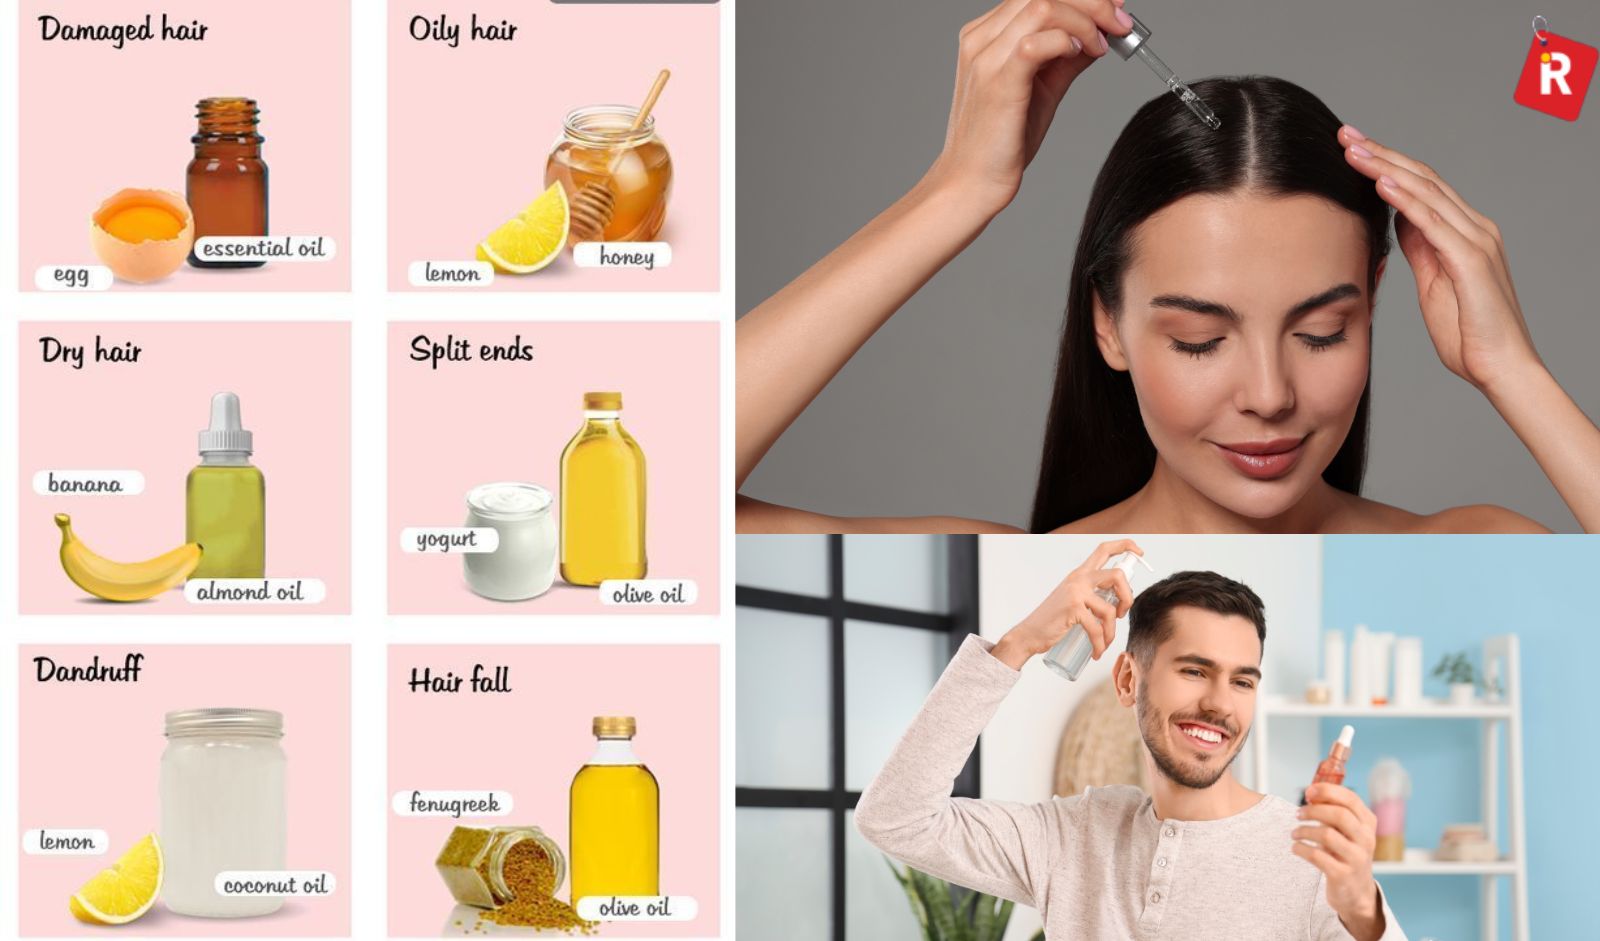 Damaged hair
egg
essential oil
Oily hair
lemon
honey
Dry hair
banana
almond oil
Split ends
yogurt
olive oil
Dandruff
lemon
coconut oil
Hair fall
fenugreek
olive oil
iR